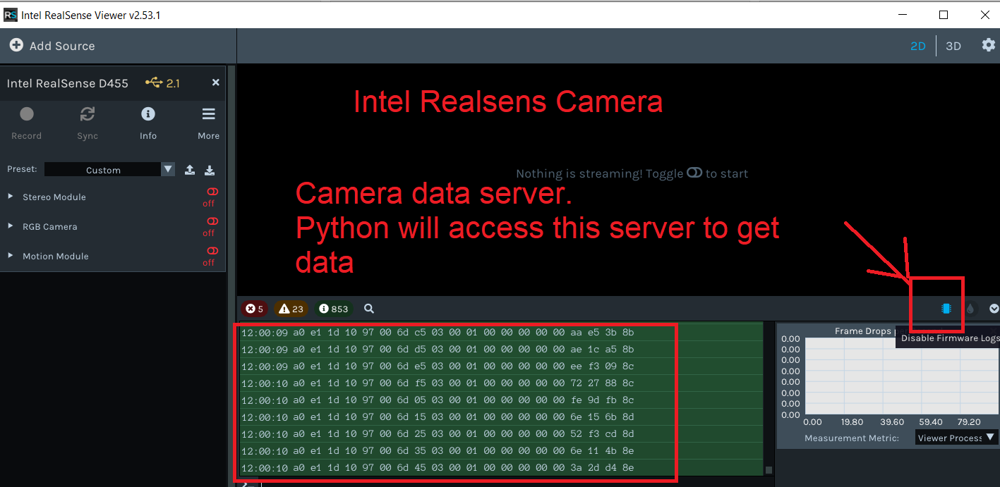 RS Intel RealSense Viewer v2.53.1
Add Source
2D 3D
Intel RealSense D455 2.1
Record Sync Info More
Preset: Custom
Stereo Module off
RGB Camera off
Motion Module off
Intel Realsens Camera
Nothing is streaming! Toggle to start
Camera data server.
Python will access this server to get
data
5 23 853
12:00:09 a0 e1 1d 10 97 00 6d c5 03 00 01 00 00 00 00 00 aa e5 3b 8b
12:00:09 a0 e1 1d 10 97 00 6d d5 03 00 01 00 00 00 00 00 ae 1c a5 8b
12:00:09 a0 e1 1d 10 97 00 6d e5 03 00 01 00 00 00 00 00 ee f3 09 8c
12:00:10 a0 e1 1d 10 97 00 6d f5 03 00 01 00 00 00 00 00 72 27 88 8c
12:00:10 a0 e1 1d 10 97 00 6d 05 03 00 01 00 00 00 00 00 fe 9d fb 8c
12:00:10 a0 e1 1d 10 97 00 6d 15 03 00 01 00 00 00 00 00 6e 15 6b 8d
12:00:10 a0 e1 1d 10 97 00 6d 25 03 00 01 00 00 00 00 00 52 f3 cd 8d
12:00:10 a0 e1 1d 10 97 00 6d 35 03 00 01 00 00 00 00 00 6e 11 4b 8e
12:00:10 a0 e1 1d 10 97 00 6d 45 03 00 01 00 00 00 00 00 3a 2d d4 8e
Frame Drops
Disable Firmware Logs
0.00
0.00
0.00
0.00
0.00
0.00
0.00
0.00
0.00 19.80 39.60 59.40 79.20
Measurement Metric: Viewer Process